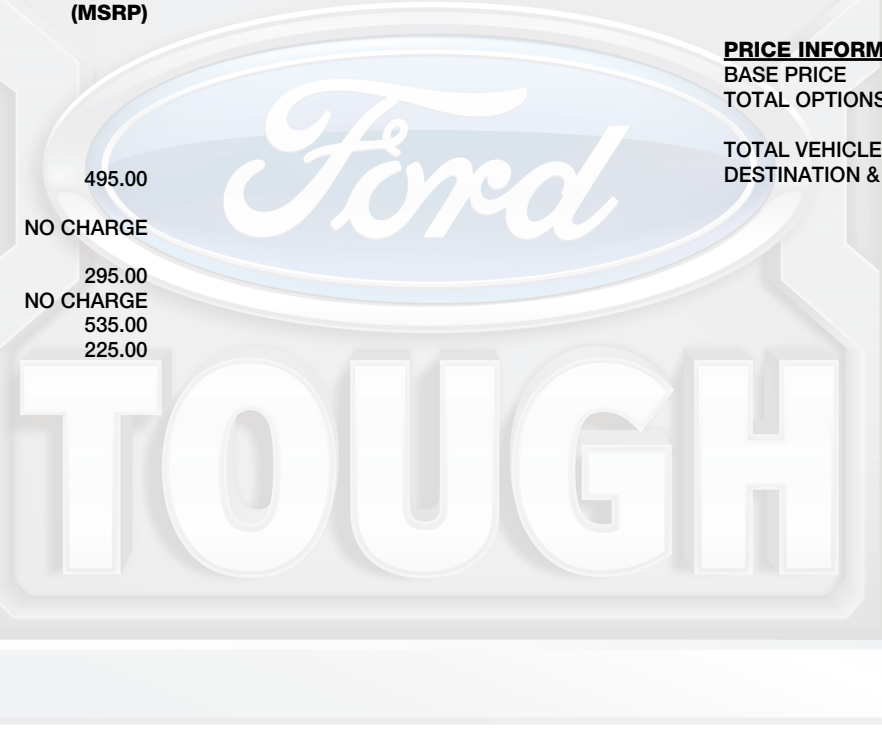 (MSRP)
495.00
NO CHARGE
295.00
NO CHARGE
535.00
225.00
PRICE INFORM
BASE PRICE
TOTAL OPTIONS
TOTAL VEHICLE
DESTINATION &
Ford
TOUGH